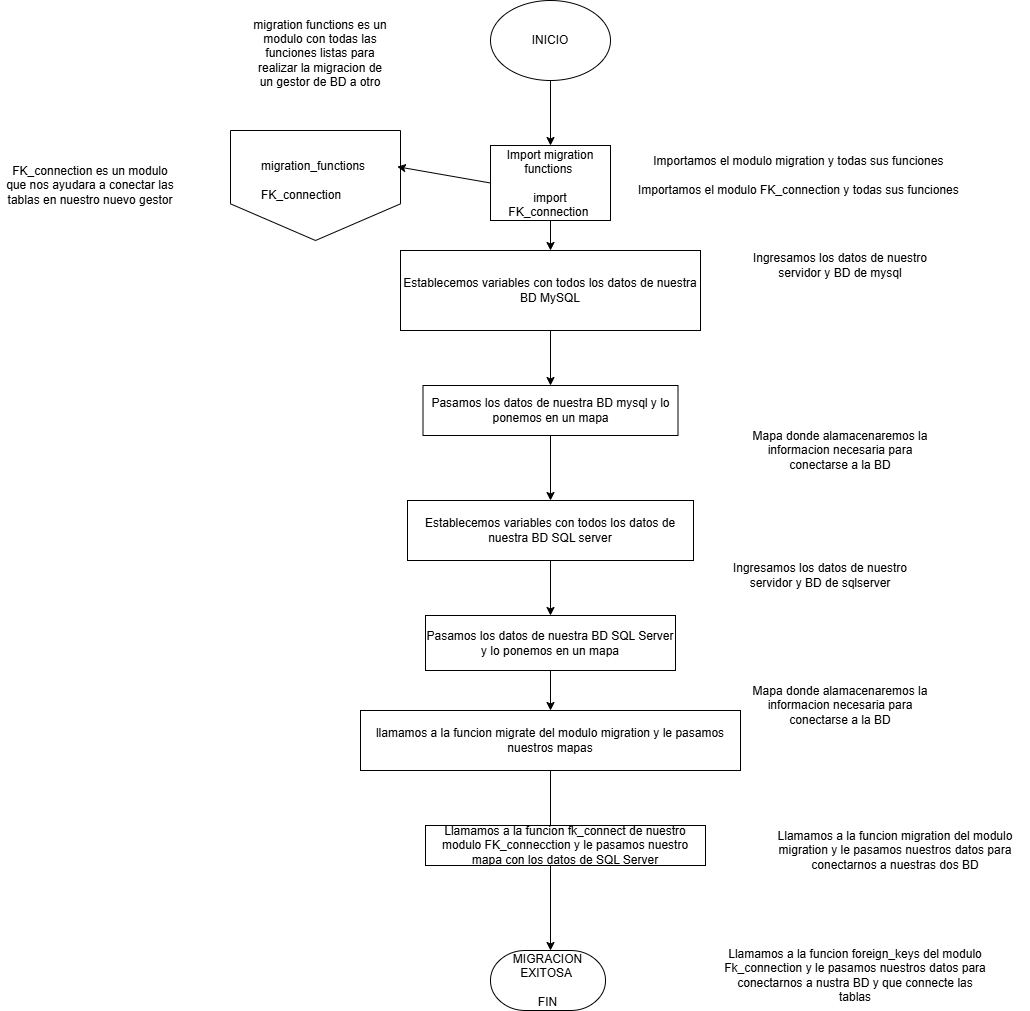 migration functions es un
modulo con todas las
funciones listas para
realizar la migracion de
un gestor de BD a otro
INICIO
FK_connection es un modulo
que nos ayudara a conectar las
tablas en nuestro nuevo gestor
migration_functions
FK_connection
Import migration
functions
import
FK_connection
Importamos el modulo migration y todas sus funciones
Importamos el modulo FK_connection y todas sus funciones
Establecemos variables con todos los datos de nuestra
BD MySQL
Ingresamos los datos de nuestro
servidor y BD de mysql
Pasamos los datos de nuestra BD mysql y lo
ponemos en un mapa
Mapa donde alamacenaremos la
informacion necesaria para
conectarse a la BD
Establecemos variables con todos los datos de
nuestra BD SQL server
Ingresamos los datos de nuestro
servidor y BD de sqlserver
Pasamos los datos de nuestra BD SQL Server
y lo ponemos en un mapa
Mapa donde alamacenaremos la
informacion necesaria para
conectarse a la BD
llamamos a la funcion migrate del modulo migration y le pasamos
nuestros mapas
Llamamos a la funcion fk_connect de nuestro
modulo FK_connecction y le pasamos nuestro
mapa con los datos de SQL Server
Llamamos a la funcion migration del modulo
migration y le pasamos nuestros datos para
conectarnos a nuestras dos BD
MIGRACION
EXITOSA
FIN
Llamamos a la funcion foreign_keys del modulo
Fk_connection y le pasamos nuestros datos para
conectarnos a nustra BD y que connecte las
tablas